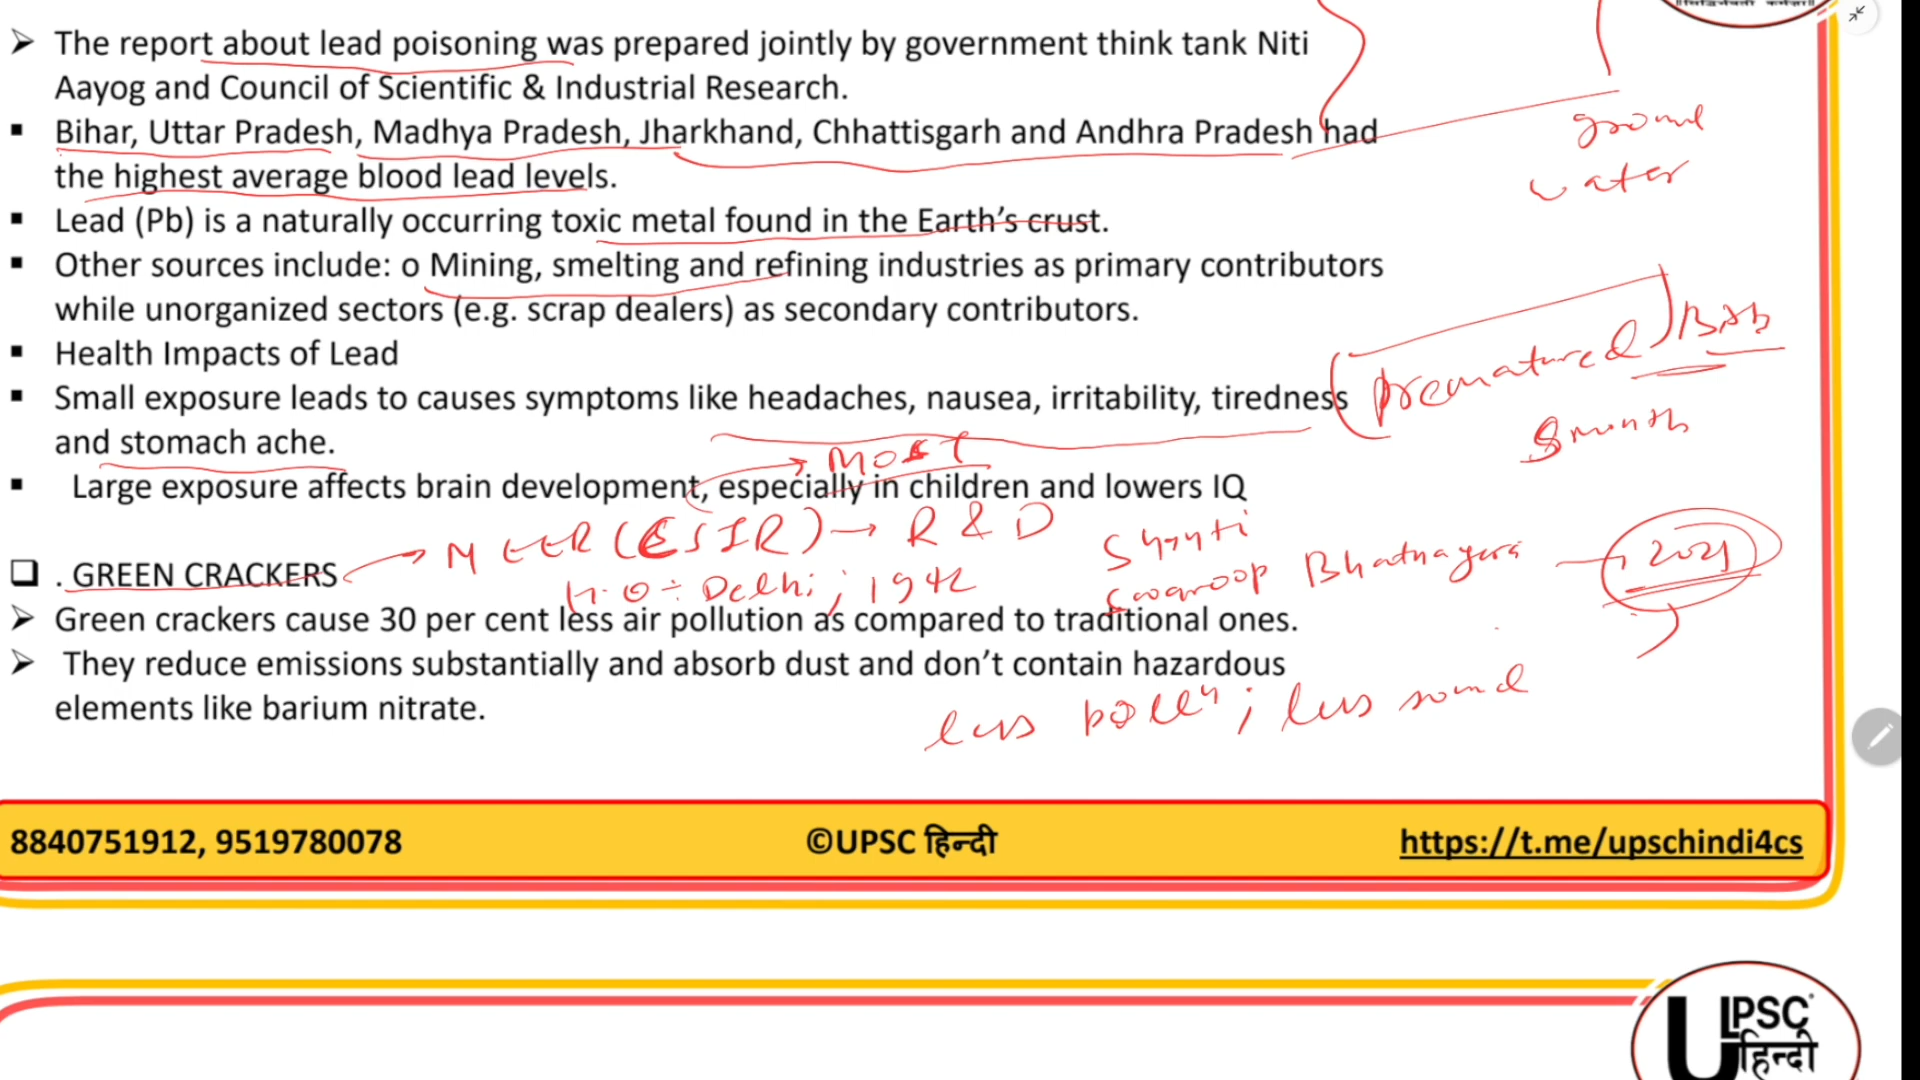 ➤ The report about lead poisoning was prepared jointly by government think tank Niti
Aayog and Council of Scientific & Industrial Research.
▪ Bihar, Uttar Pradesh, Madhya Pradesh, Jharkhand, Chhattisgarh and Andhra Pradesh had
the highest average blood lead levels.
ground
water
▪ Lead (Pb) is a naturally occurring toxic metal found in the Earth's crust.
▪ Other sources include: o Mining, smelting and refining industries as primary contributors
while unorganized sectors (e.g. scrap dealers) as secondary contributors.
▪ Health Impacts of Lead
▪ Small exposure leads to causes symptoms like headaches, nausea, irritability, tiredness
and stomach ache.
prematured
8 month
MOST
▪ Large exposure affects brain development, especially in children and lowers IQ
(CSIR) → R & D
H.O ÷ Delhi; 1942
Swaroop
2021
❑ . GREEN CRACKERS
➤ Green crackers cause 30 per cent less air pollution as compared to traditional ones.
➤ They reduce emissions substantially and absorb dust and don't contain hazardous
elements like barium nitrate.
less ; less sound
8840751912, 9519780078 ©UPSC हिन्दी https://t.me/upschindi4cs
UPSC
हिन्दी